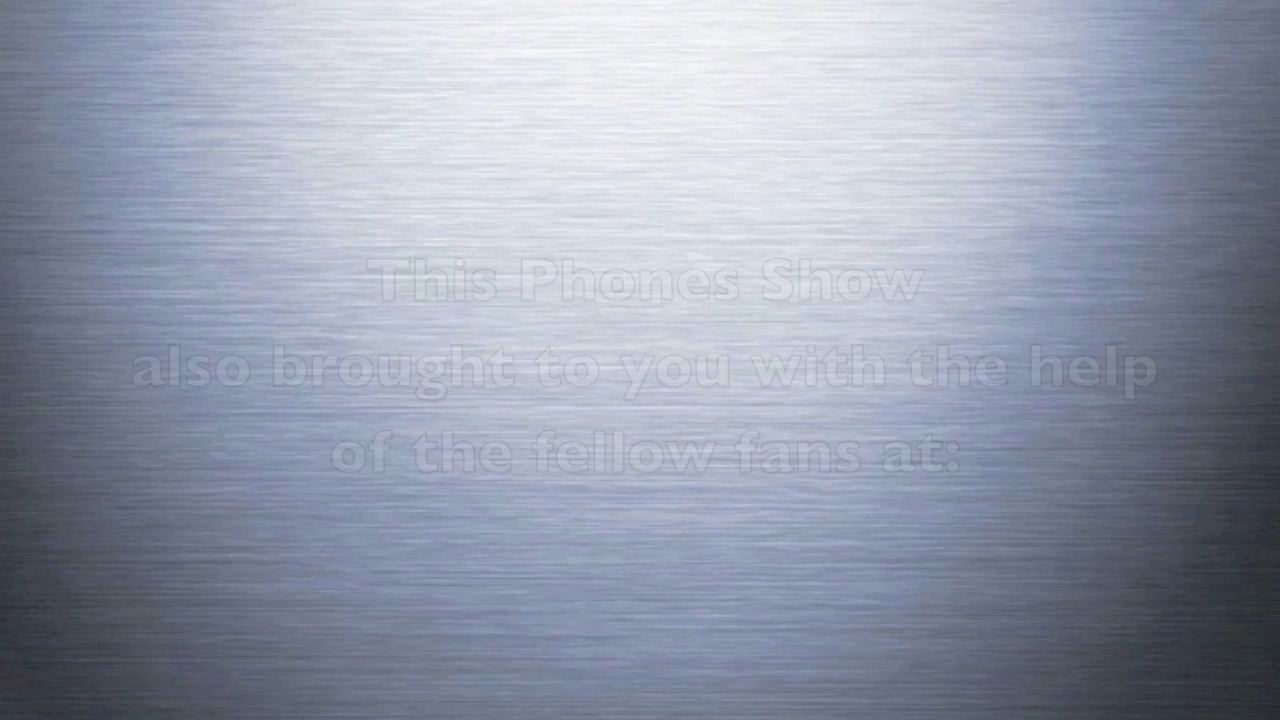 This Phones Show
also brought to you with the help
of the fellow fans at: